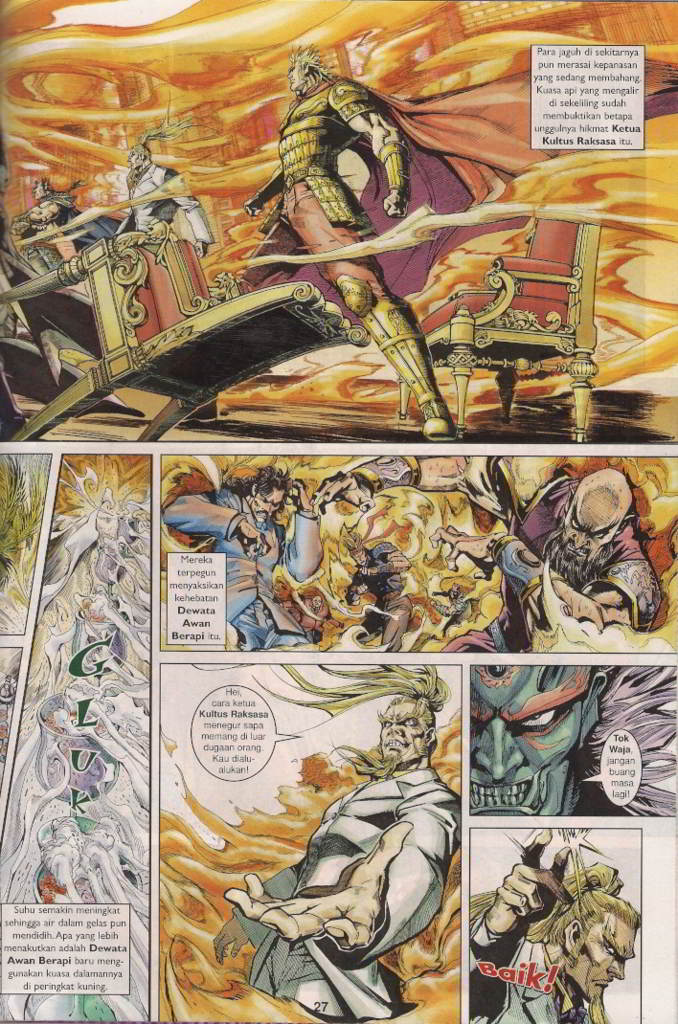 Para jaguh di sekitarnya
pun merasai kepanasan
yang sedang membahang.
Kuasa api yang mengalir
di sekeliling sudah
membuktikan betapa
unggulnya hikmat Ketua
Kultus Raksasa itu.
GLUK
Suhu semakin meningkat
sehingga air dalam gelas pun
mendidih. Apa yang lebih
menakutkan adalah Dewata
Awan Berapi baru meng-
gunakan kuasa dalamannya
di peringkat kuning.
Mereka
terpegun
menyaksikan
kehebatan
Dewata
Awan
Berapi itu.
Hei,
cara ketua
Kultus Raksasa
menegur sapa
memang di luar
dugaan orang.
Kau dialu-
alukan!
Tok
Waja,
jangan
buang
masa
lagi!
Baik!
27